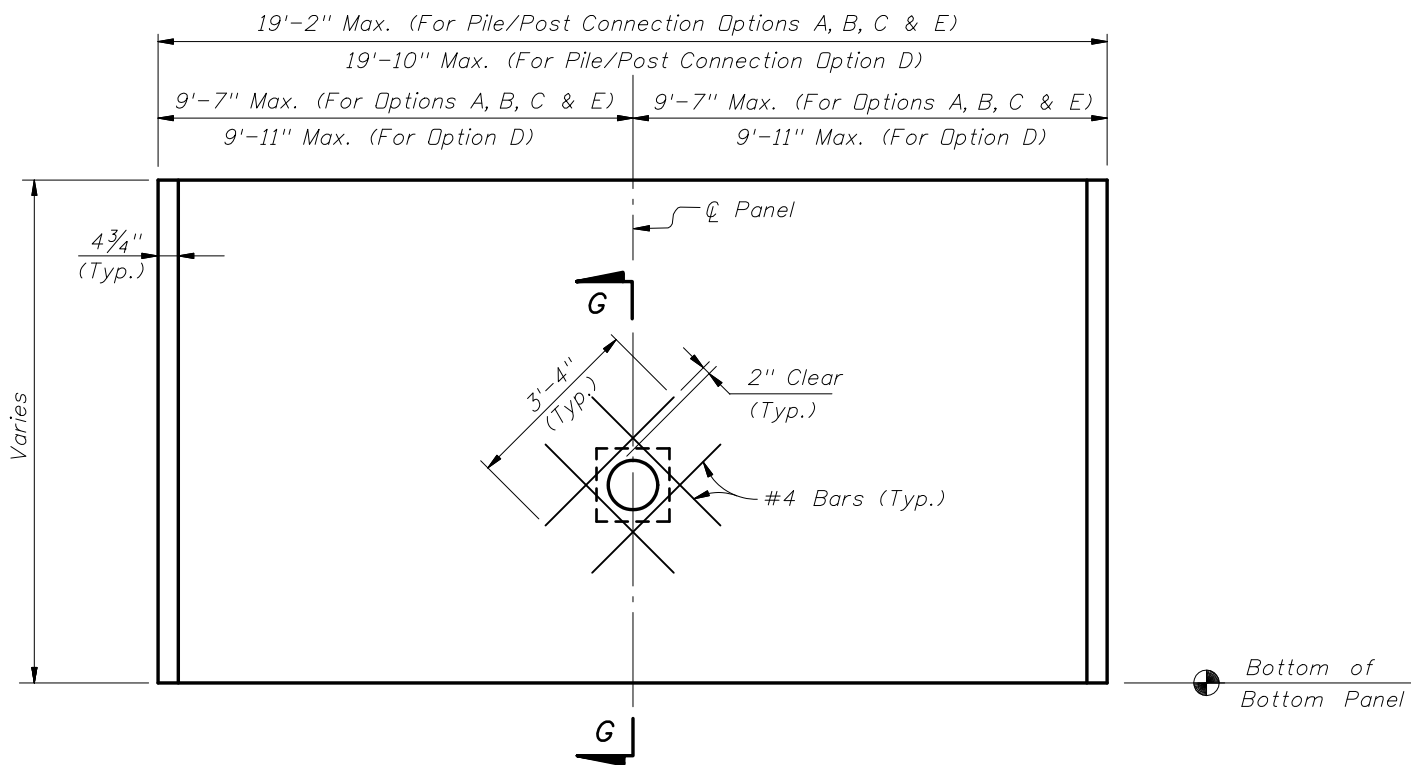 19'-2" Max. (For Pile/Post Connection Options A, B, C & E)
19'-10" Max. (For Pile/Post Connection Option D)
9'-7" Max. (For Options A, B, C & E)
9'-7" Max. (For Options A, B, C & E)
9'-11" Max. (For Option D)
9'-11" Max. (For Option D)
℄ Panel
4¾"
(Typ.)
G
3'-4"
(Typ.)
2" Clear
(Typ.)
Varies
#4 Bars (Typ.)
Bottom of
Bottom Panel
G